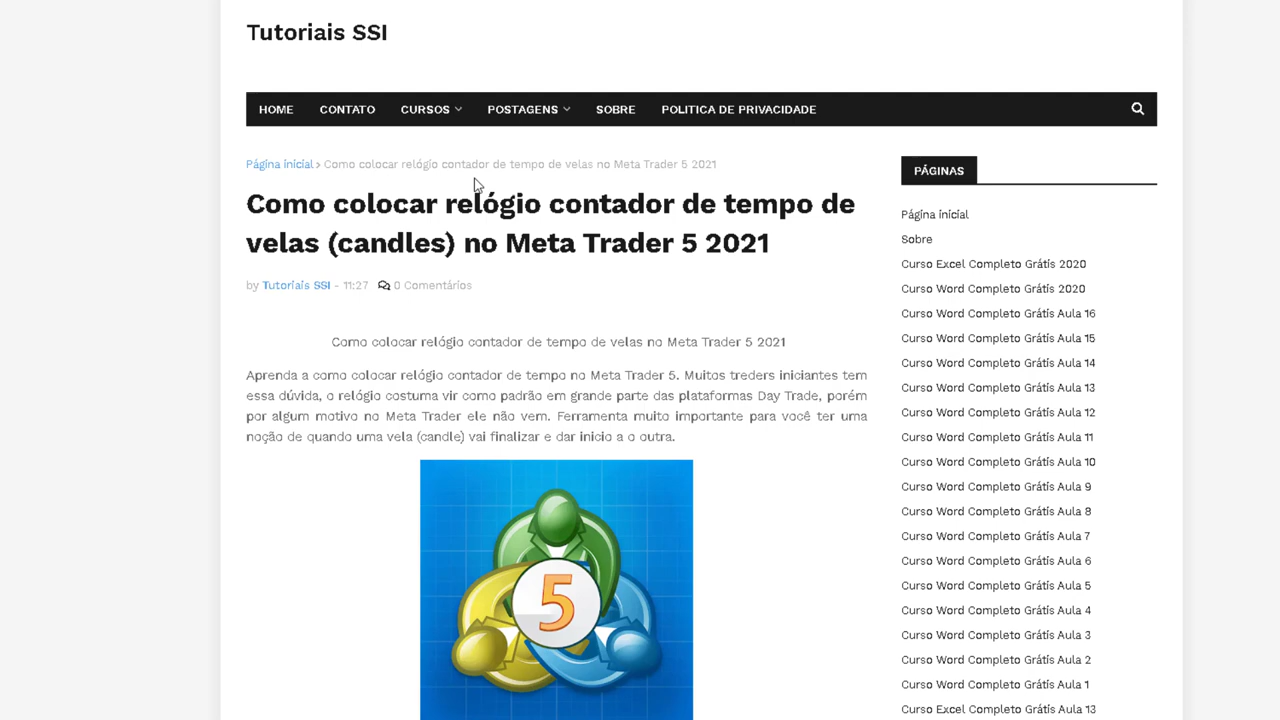 Tutoriais SSI
HOME CONTATO CURSOS POSTAGENS SOBRE POLITICA DE PRIVACIDADE
Página inicial › Como colocar relógio contador de tempo de velas no Meta Trader 5 2021
Como colocar relógio contador de tempo de
velas (candles) no Meta Trader 5 2021
by Tutoriais SSI - 11:27 0 Comentários
Como colocar relógio contador de tempo de velas no Meta Trader 5 2021
Aprenda a como colocar relógio contador de tempo no Meta Trader 5. Muitos treders iniciantes tem
essa dúvida, o relógio costuma vir como padrão em grande parte das plataformas Day Trade, porém
por algum motivo no Meta Trader ele não vem. Ferramenta muito importante para você ter uma
noção de quando uma vela (candle) vai finalizar e dar inicio a o outra.
5
PÁGINAS
Página inicial
Sobre
Curso Excel Completo Grátis 2020
Curso Word Completo Grátis 2020
Curso Word Completo Grátis Aula 16
Curso Word Completo Grátis Aula 15
Curso Word Completo Grátis Aula 14
Curso Word Completo Grátis Aula 13
Curso Word Completo Grátis Aula 12
Curso Word Completo Grátis Aula 11
Curso Word Completo Grátis Aula 10
Curso Word Completo Grátis Aula 9
Curso Word Completo Grátis Aula 8
Curso Word Completo Grátis Aula 7
Curso Word Completo Grátis Aula 6
Curso Word Completo Grátis Aula 5
Curso Word Completo Grátis Aula 4
Curso Word Completo Grátis Aula 3
Curso Word Completo Grátis Aula 2
Curso Word Completo Grátis Aula 1
Curso Excel Completo Grátis Aula 13